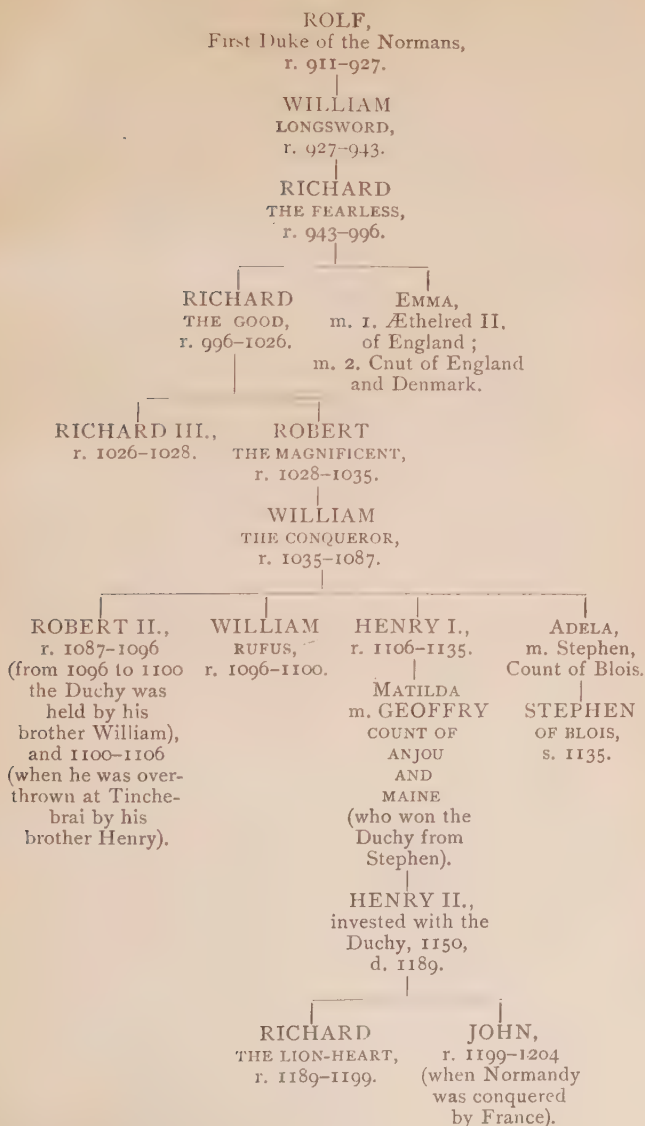 ROLF,
First Duke of the Normans,
r. 911–927.
WILLIAM
LONGSWORD,
r. 927–943.
RICHARD
THE FEARLESS,
r. 943–996.
RICHARD
THE GOOD,
r. 996–1026.
EMMA,
m. 1. Æthelred II.
of England ;
m. 2. Cnut of England
and Denmark.
RICHARD III.,
r. 1026–1028.
ROBERT
THE MAGNIFICENT,
r. 1028–1035.
WILLIAM
THE CONQUEROR,
r. 1035–1087.
ROBERT II.,
r. 1087–1096
(from 1096 to 1100
the Duchy was
held by his
brother William),
and 1100–1106
(when he was over-
thrown at Tinche-
brai by his
brother Henry).
WILLIAM
RUFUS,
r. 1096–1100.
HENRY I.,
r. 1106–1135.
MATILDA
m. GEOFFRY
COUNT OF
ANJOU
AND
MAINE
(who won the
Duchy from
Stephen).
ADELA,
m. Stephen,
Count of Blois.
STEPHEN
OF BLOIS,
s. 1135.
HENRY II.,
invested with the
Duchy, 1150,
d. 1189.
RICHARD
THE LION-HEART,
r. 1189–1199.
JOHN,
r. 1199–1204
(when Normandy
was conquered
by France).